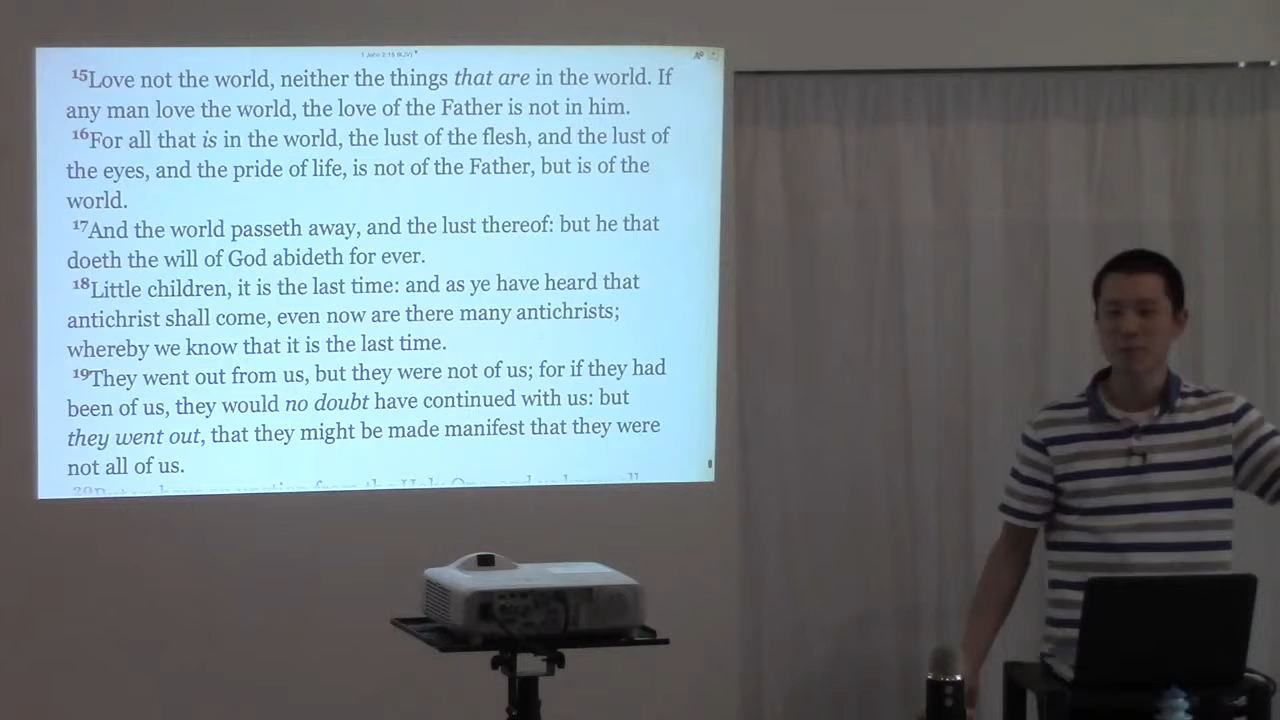 1 John 2:15 (KJV)
15Love not the world, neither the things that are in the world. If
any man love the world, the love of the Father is not in him.
16For all that is in the world, the lust of the flesh, and the lust of
the eyes, and the pride of life, is not of the Father, but is of the
world.
17And the world passeth away, and the lust thereof: but he that
doeth the will of God abideth for ever.
18Little children, it is the last time: and as ye have heard that
antichrist shall come, even now are there many antichrists;
whereby we know that it is the last time.
19They went out from us, but they were not of us; for if they had
been of us, they would no doubt have continued with us: but
they went out, that they might be made manifest that they were
not all of us.